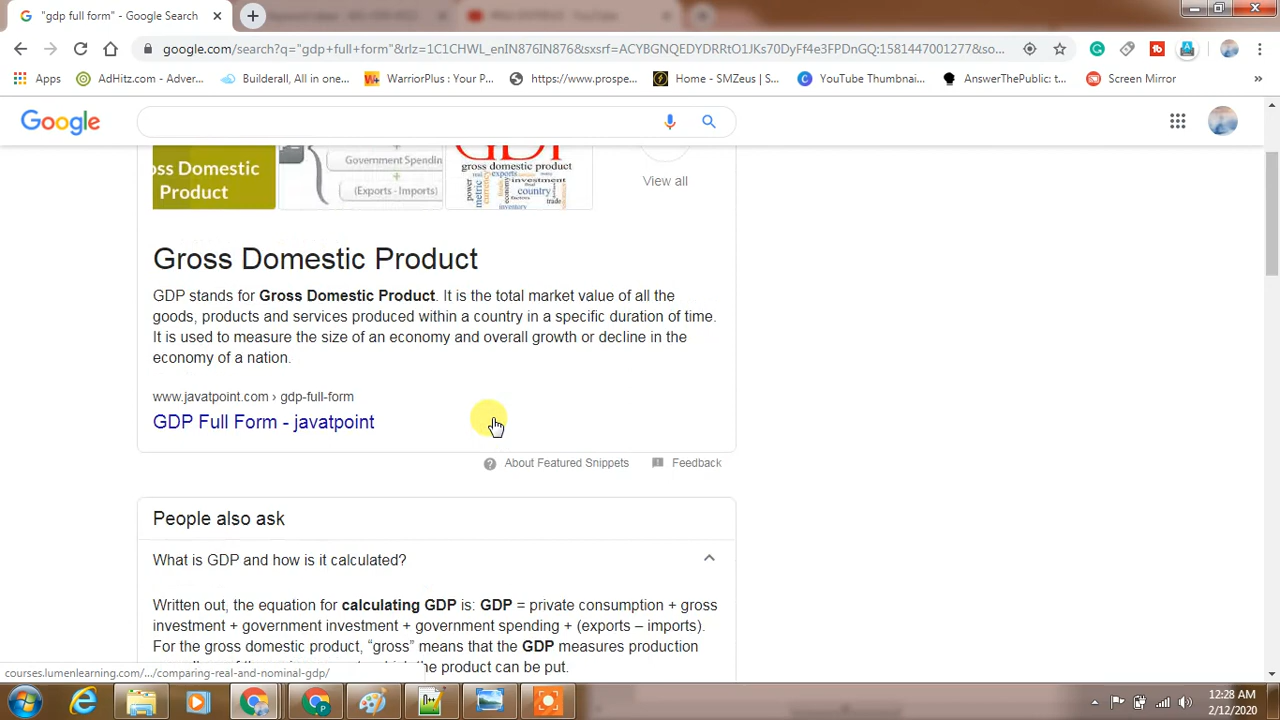 "gdp full form" - Google Search
google.com/search?q="gdp+full+form"&rlz=1C1CHWL_enIN876IN876&sxsrf=ACYBGNQEDYDRRtO1JKs70DyFf4e3FPDnGQ:1581447001277&so...
Apps AdHitz.com - Adver... Builderall, All in one... WarriorPlus : Your P... https://www.prospe... Home - SMZeus | S... YouTube Thumbnai... AnswerThePublic: t... Screen Mirror »
Google
oss Domestic
Product
Government Spendin
+
(Exports - Imports)
gross domestic product
exports
investment
country
trade
inventory
View all
Gross Domestic Product
GDP stands for Gross Domestic Product. It is the total market value of all the
goods, products and services produced within a country in a specific duration of time.
It is used to measure the size of an economy and overall growth or decline in the
economy of a nation.
www.javatpoint.com › gdp-full-form
GDP Full Form - javatpoint
About Featured Snippets Feedback
People also ask
What is GDP and how is it calculated?
Written out, the equation for calculating GDP is: GDP = private consumption + gross
investment + government investment + government spending + (exports – imports).
For the gross domestic product, “gross” means that the GDP measures production
the product can be put.
courses.lumenlearning.com/.../comparing-real-and-nominal-gdp/
12:28 AM
2/12/2020